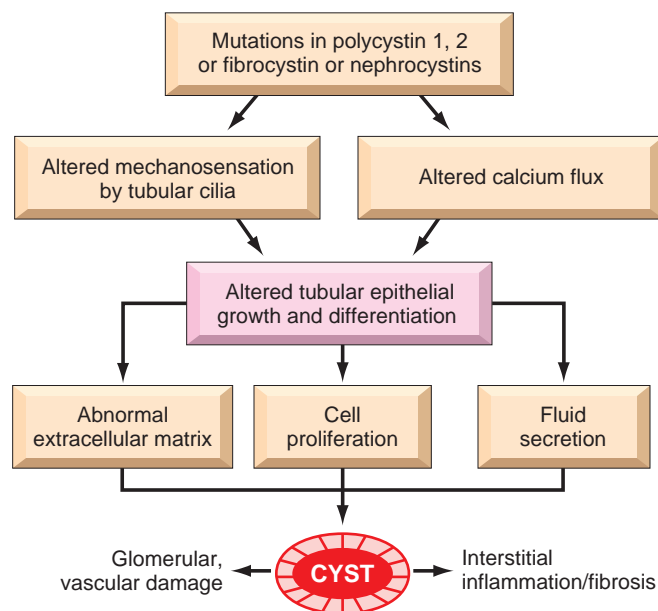 Mutations in polycystin 1, 2
or fibrocystin or nephrocystins
Altered mechanosensation
by tubular cilia
Altered calcium flux
Altered tubular epithelial
growth and differentiation
Abnormal
extracellular matrix
Cell
proliferation
Fluid
secretion
Glomerular,
vascular damage
CYST
Interstitial
inflammation/fibrosis